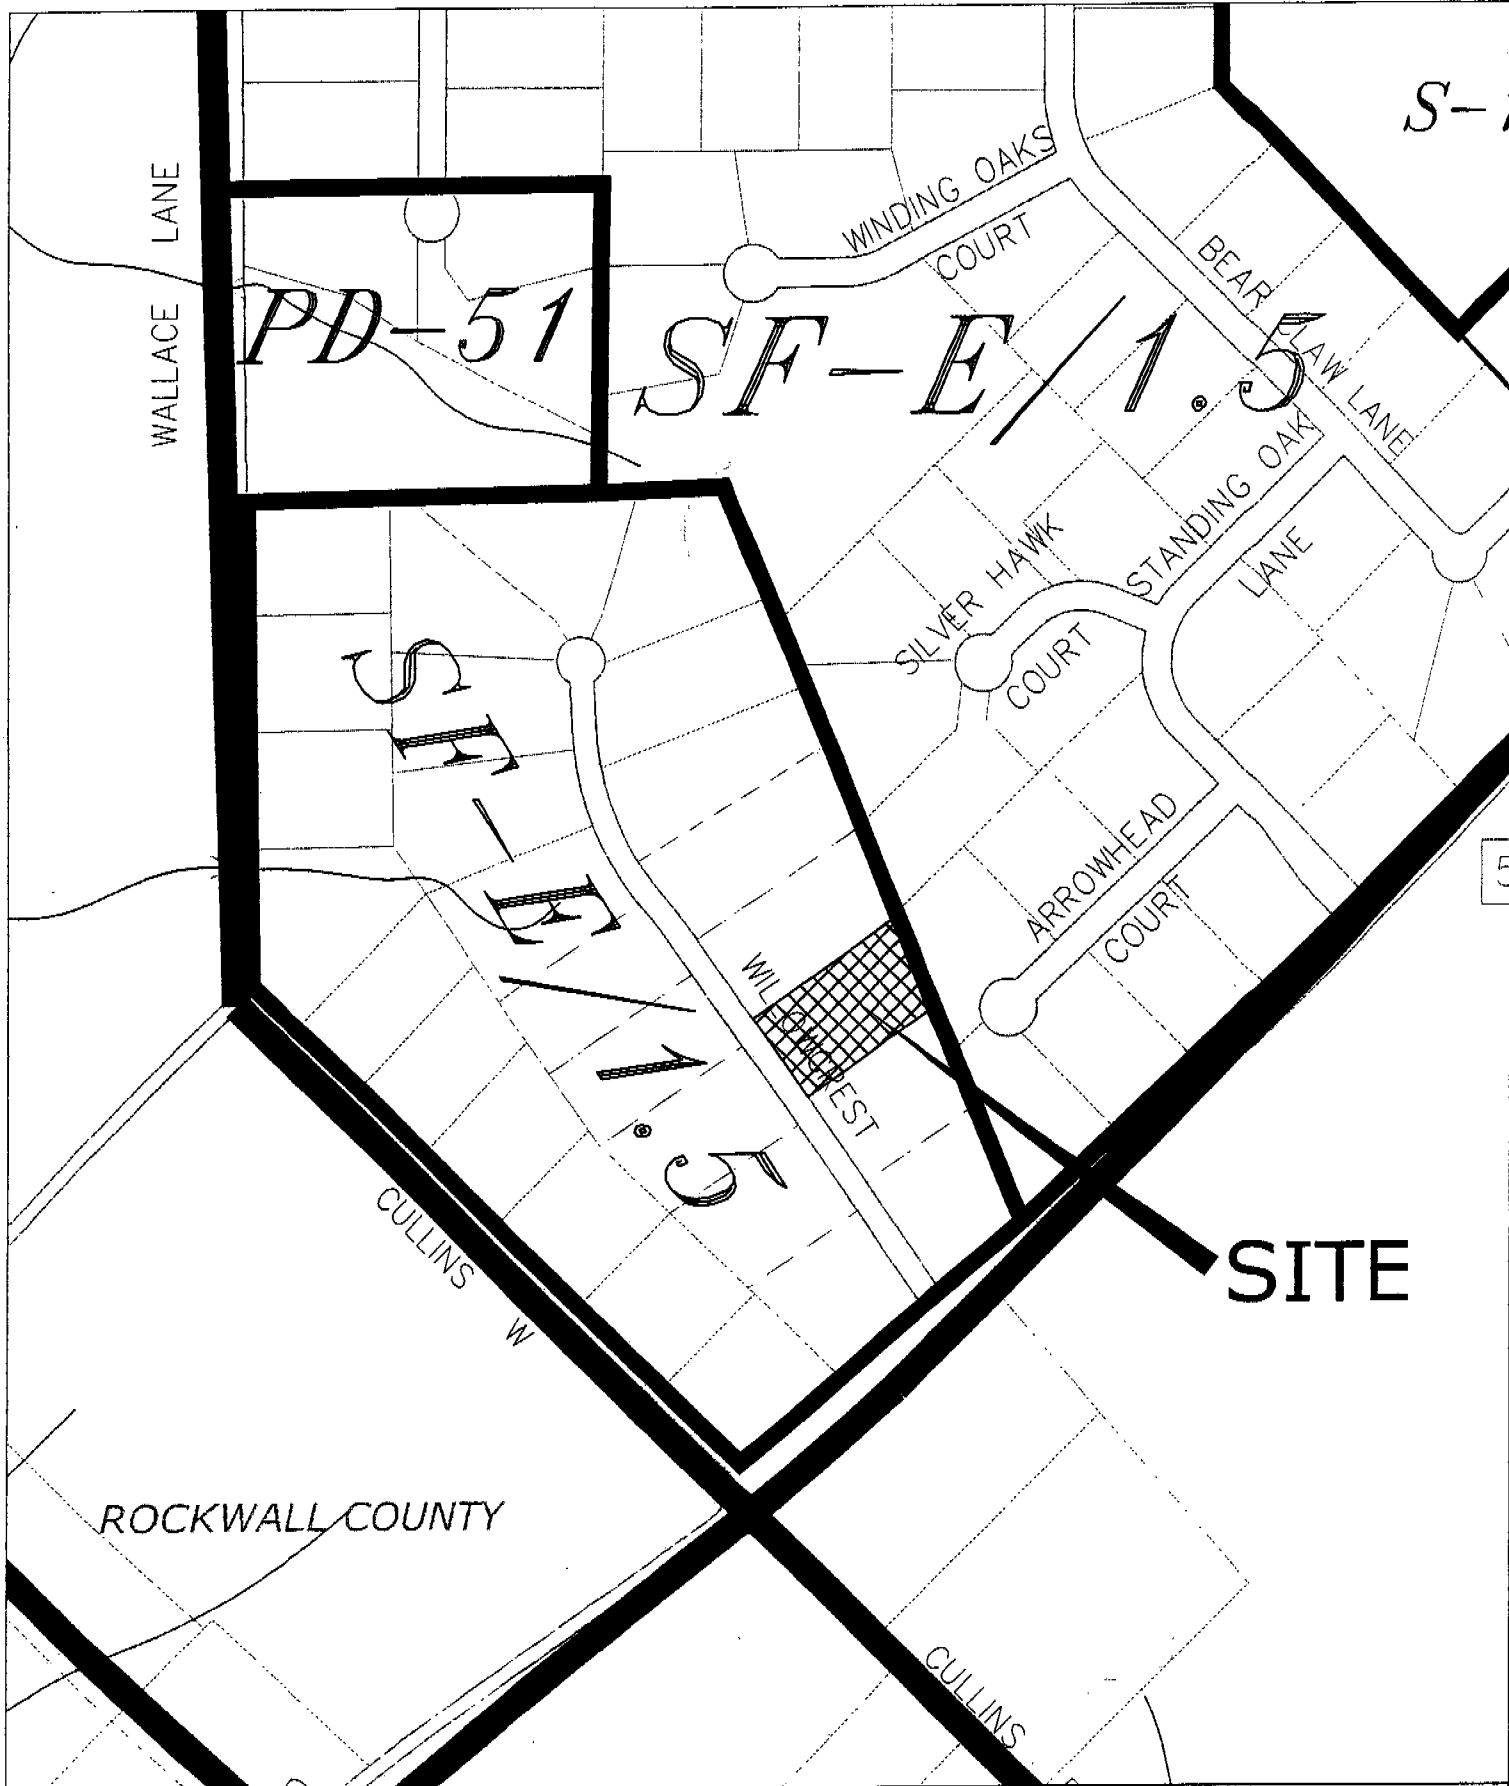 S-
WALLACE LANE
WINDING OAKS
COURT
BEAR CLAW LANE
PD-51
SF-E/1.5
STANDING OAK
LANE
SILVER HAWK
COURT
SF-E/1.5
ARROWHEAD
COURT
5
WILLOWCREST
CULLINS
W
SITE
ROCKWALL COUNTY
CULLINS